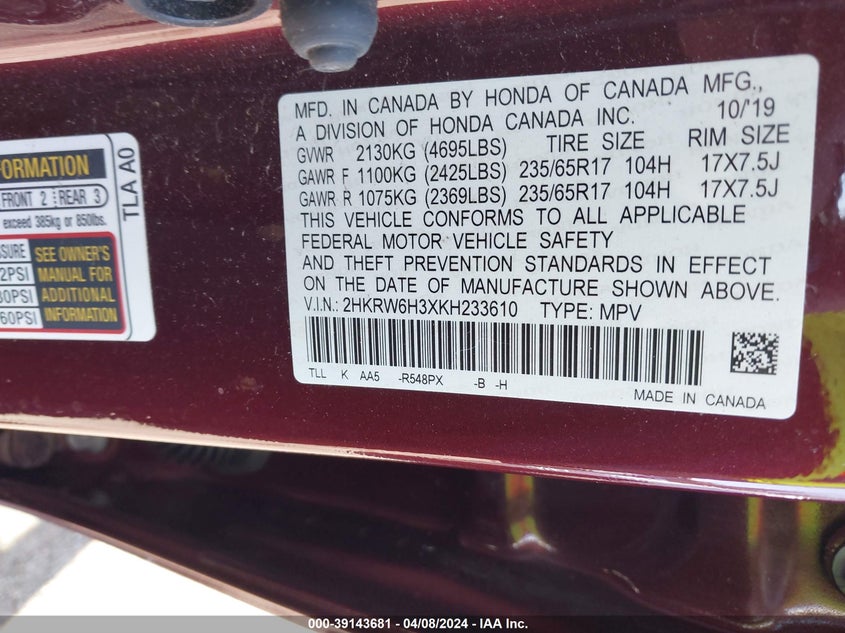 MFD. IN CANADA BY HONDA OF CANADA MFG.,
A DIVISION OF HONDA CANADA INC. 10/'19
GVWR 2130KG (4695LBS) TIRE SIZE RIM SIZE
GAWR F 1100KG (2425LBS) 235/65R17 104H 17X7.5J
GAWR R 1075KG (2369LBS) 235/65R17 104H 17X7.5J
THIS VEHICLE CONFORMS TO ALL APPLICABLE
FEDERAL MOTOR VEHICLE SAFETY
AND THEFT PREVENTION STANDARDS IN EFFECT
ON THE DATE OF MANUFACTURE SHOWN ABOVE.
V.I.N.: 2HKRW6H3XKH233610 TYPE: MPV
TLL K AA5 -R548PX -B -H
MADE IN CANADA
FRONT 2 REAR 3
exceed 385kg or 850lbs.
SEE OWNER'S
MANUAL FOR
ADDITIONAL
INFORMATION
60PSI
TLA A0
000-39143681 - 04/08/2024 - IAA Inc.